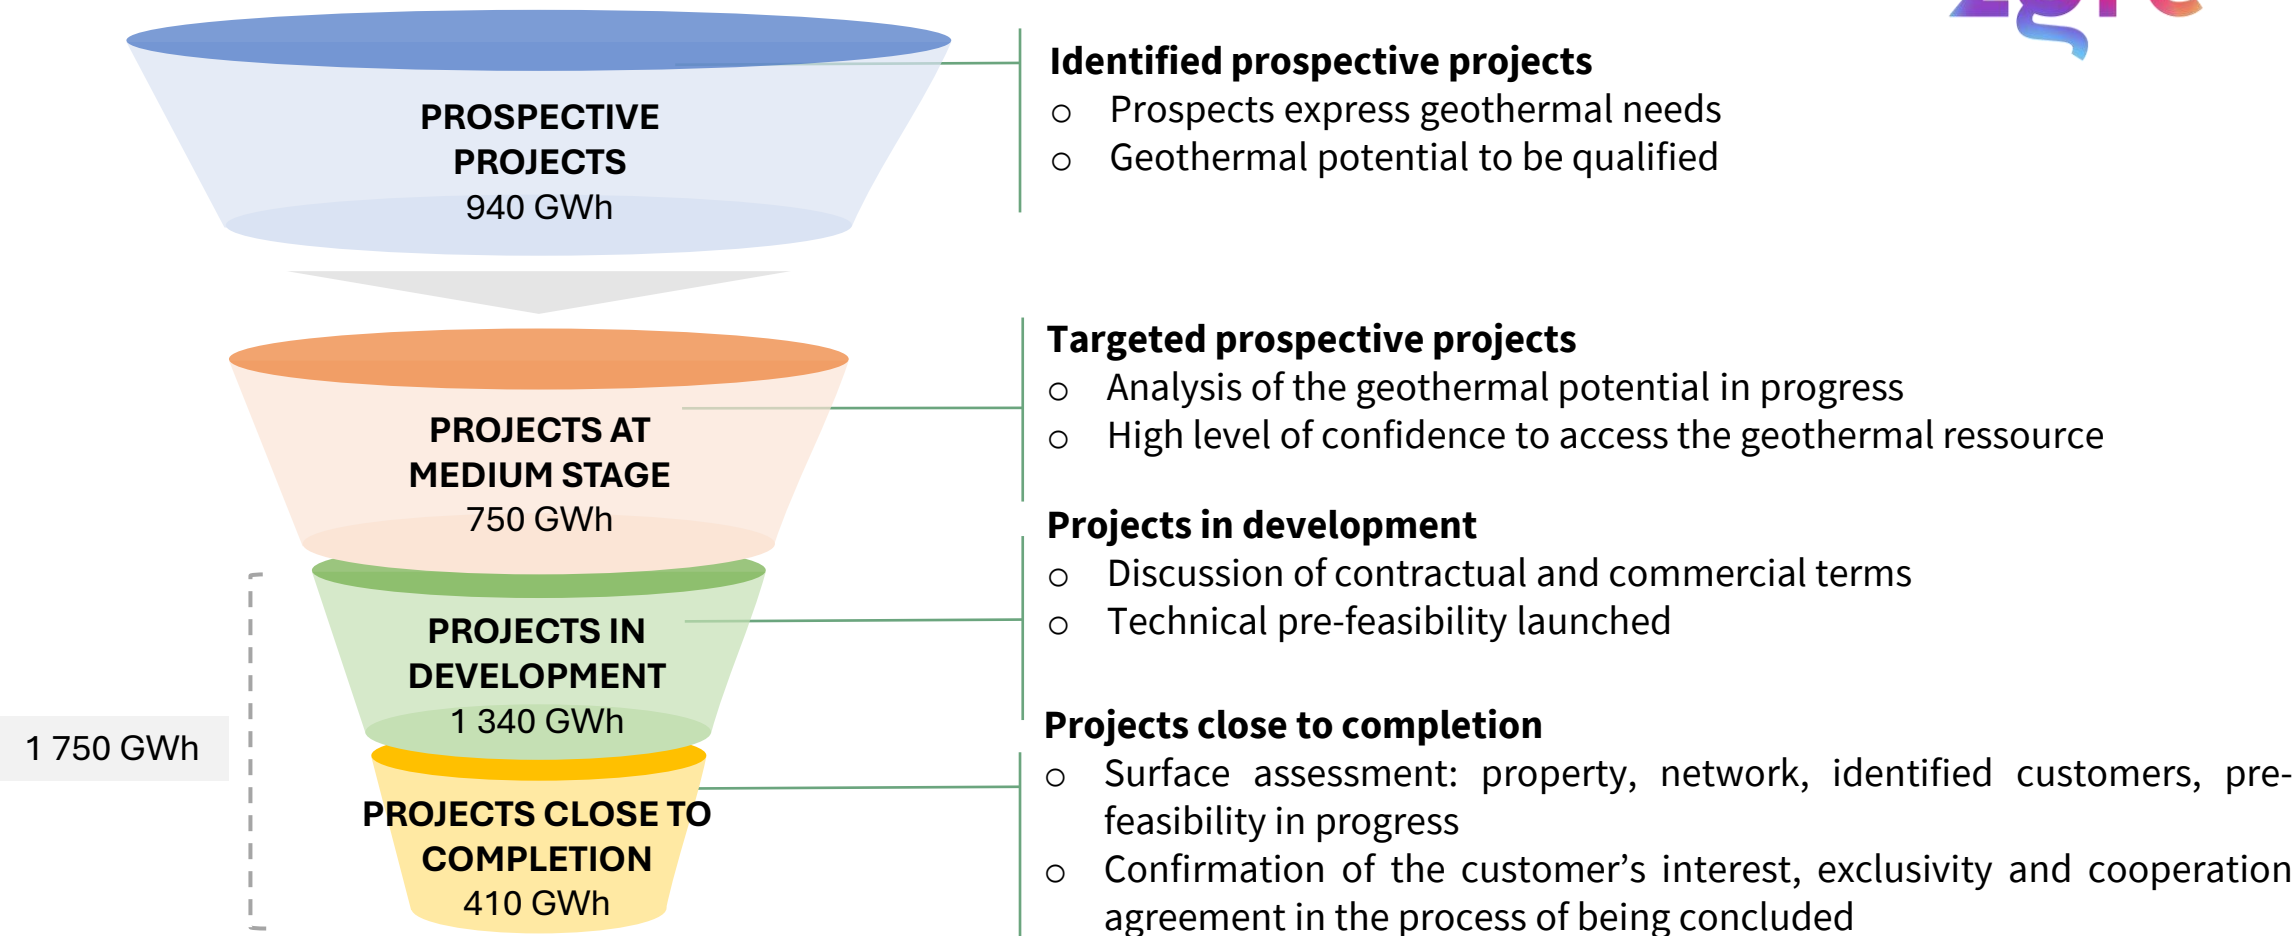 PROSPECTIVE
PROJECTS
940 GWh
Identified prospective projects
o Prospects express geothermal needs
o Geothermal potential to be qualified
PROJECTS AT
MEDIUM STAGE
750 GWh
Targeted prospective projects
o Analysis of the geothermal potential in progress
o High level of confidence to access the geothermal ressource
PROJECTS IN
DEVELOPMENT
1 340 GWh
Projects in development
o Discussion of contractual and commercial terms
o Technical pre-feasibility launched
1 750 GWh
PROJECTS CLOSE TO
COMPLETION
410 GWh
Projects close to completion
o Surface assessment: property, network, identified customers, pre-
feasibility in progress
o Confirmation of the customer’s interest, exclusivity and cooperation
agreement in the process of being concluded